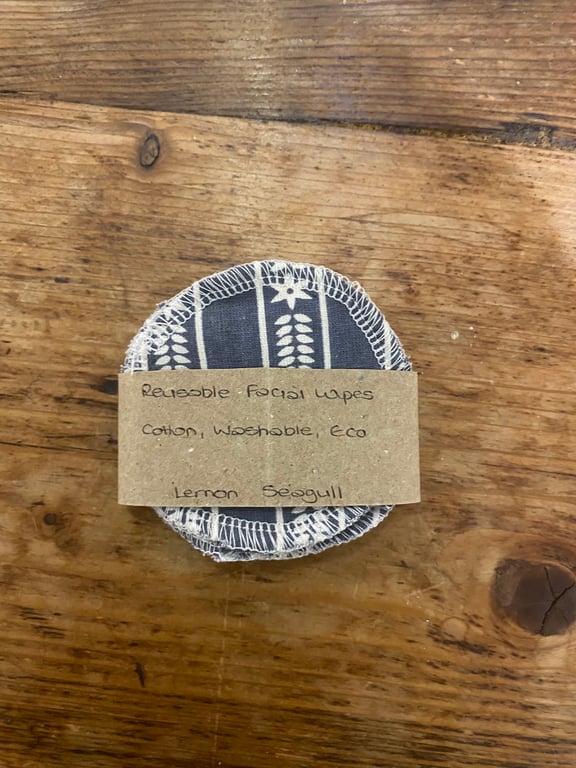 Reusable Facial Wipes
Cotton, Washable, Eco
Lemon Seagull